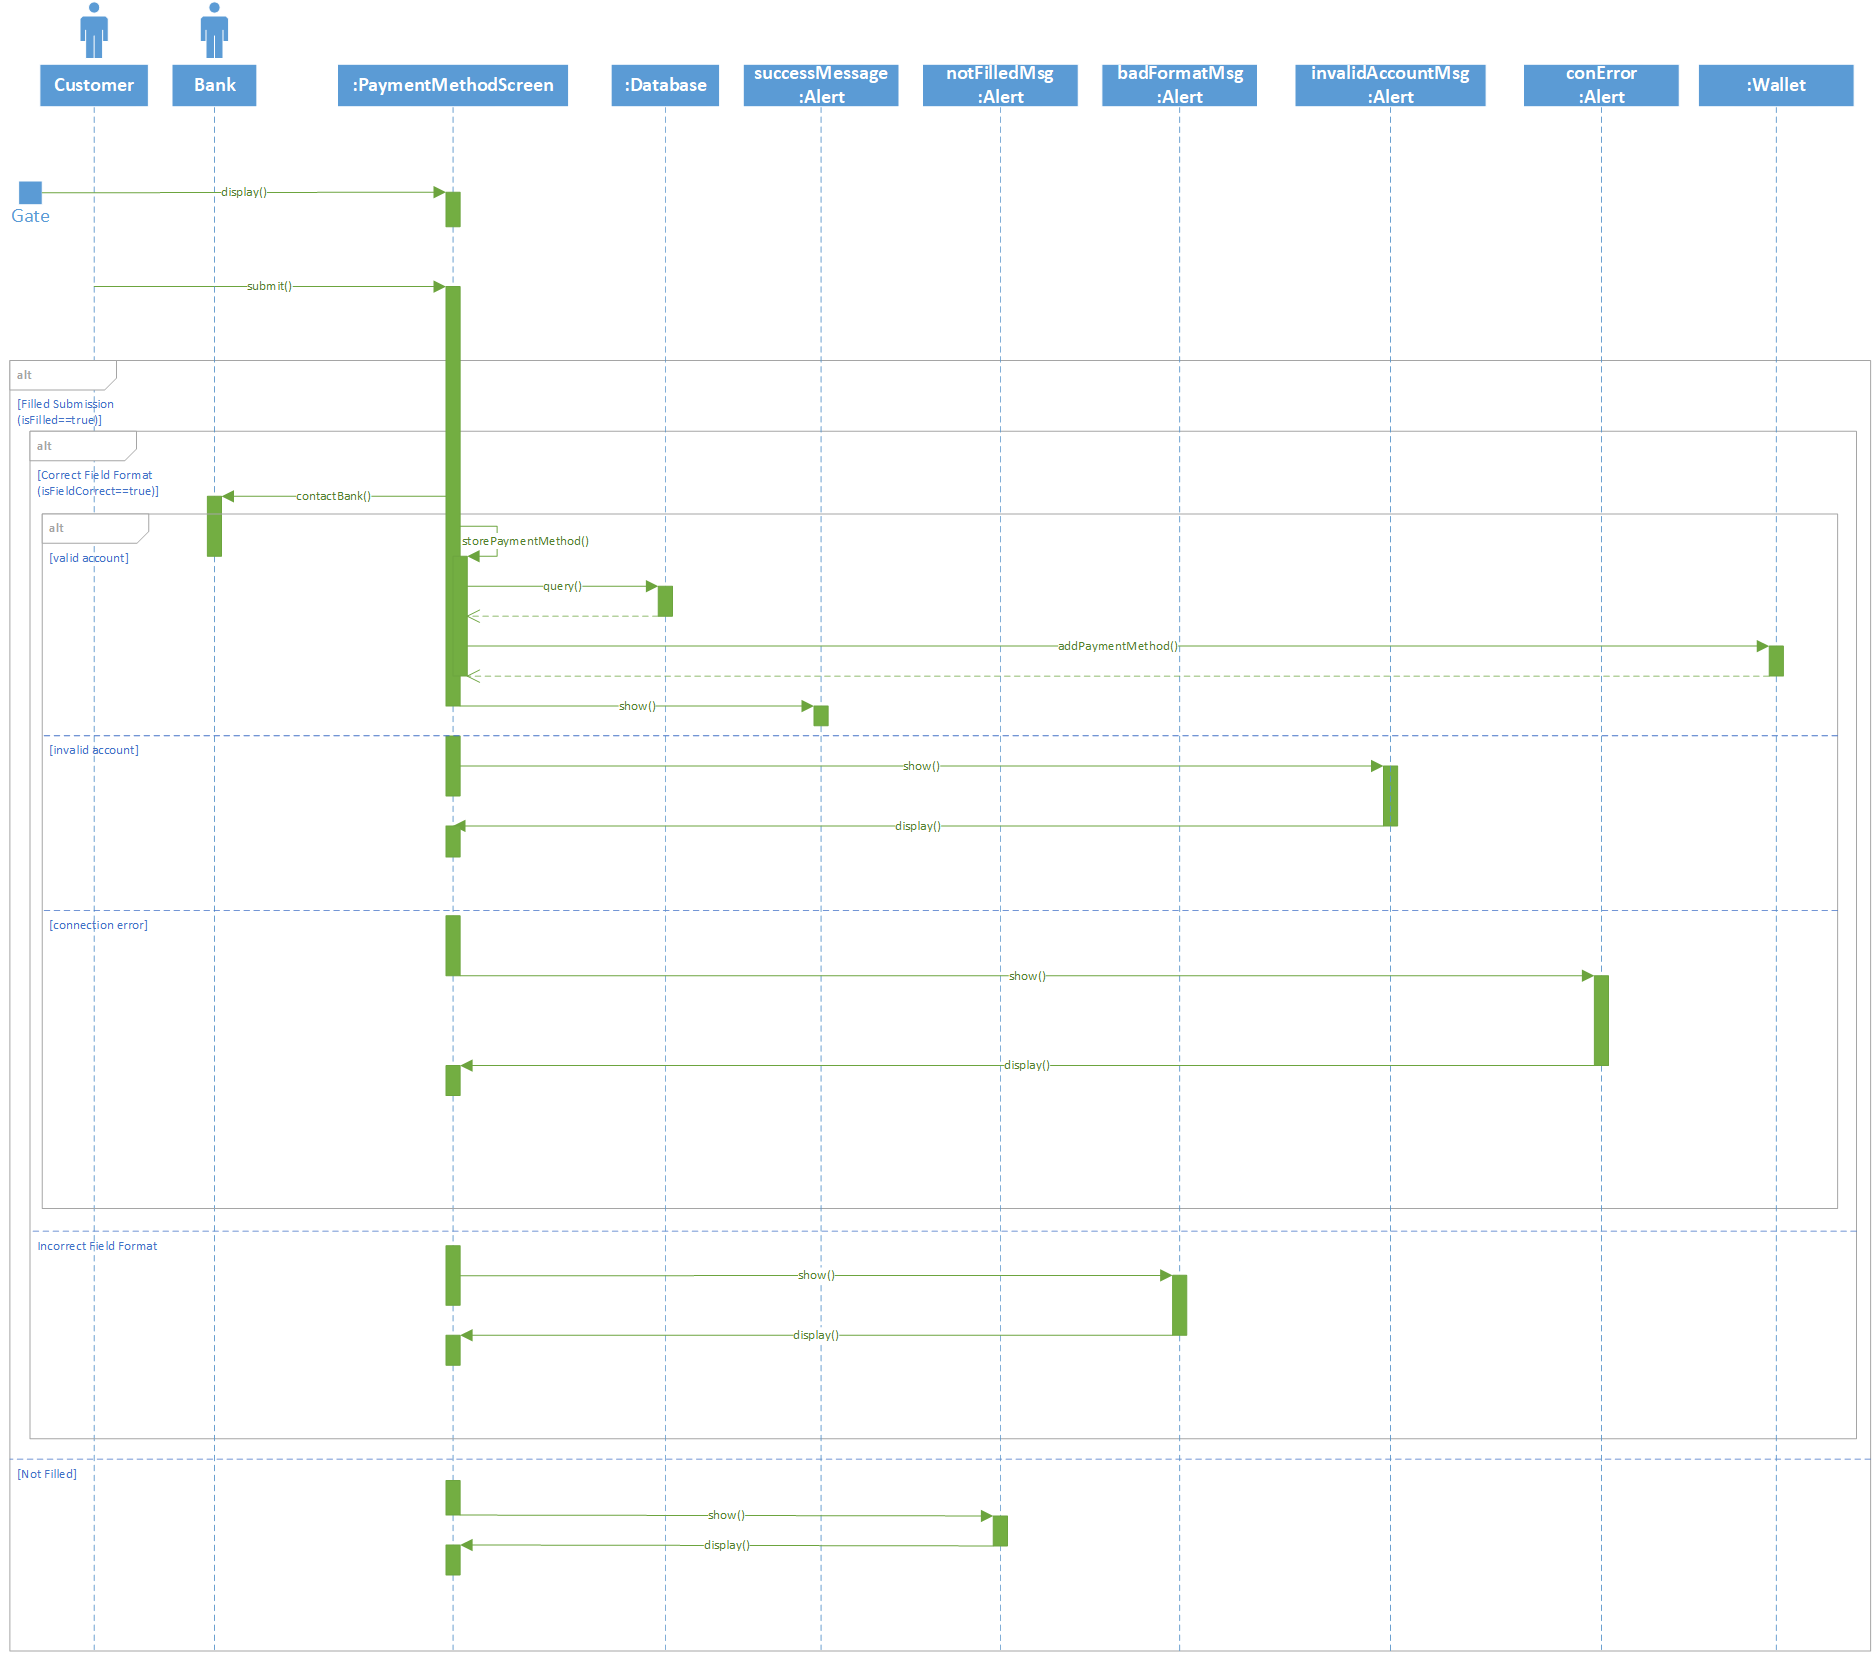 Customer
Bank
:PaymentMethodScreen
:Database
successMessage
:Alert
notFilledMsg
:Alert
badFormatMsg
:Alert
invalidAccountMsg
:Alert
conError
:Alert
:Wallet
display()
Gate
submit()
alt
[Filled Submission
(isFilled==true)]
alt
[Correct Field Format
(isFieldCorrect==true)]
contactBank()
alt
storePaymentMethod()
[valid account]
query()
addPaymentMethod()
show()
[invalid account]
show()
display()
[connection error]
show()
display()
Incorrect Field Format
show()
display()
[Not Filled]
show()
display()